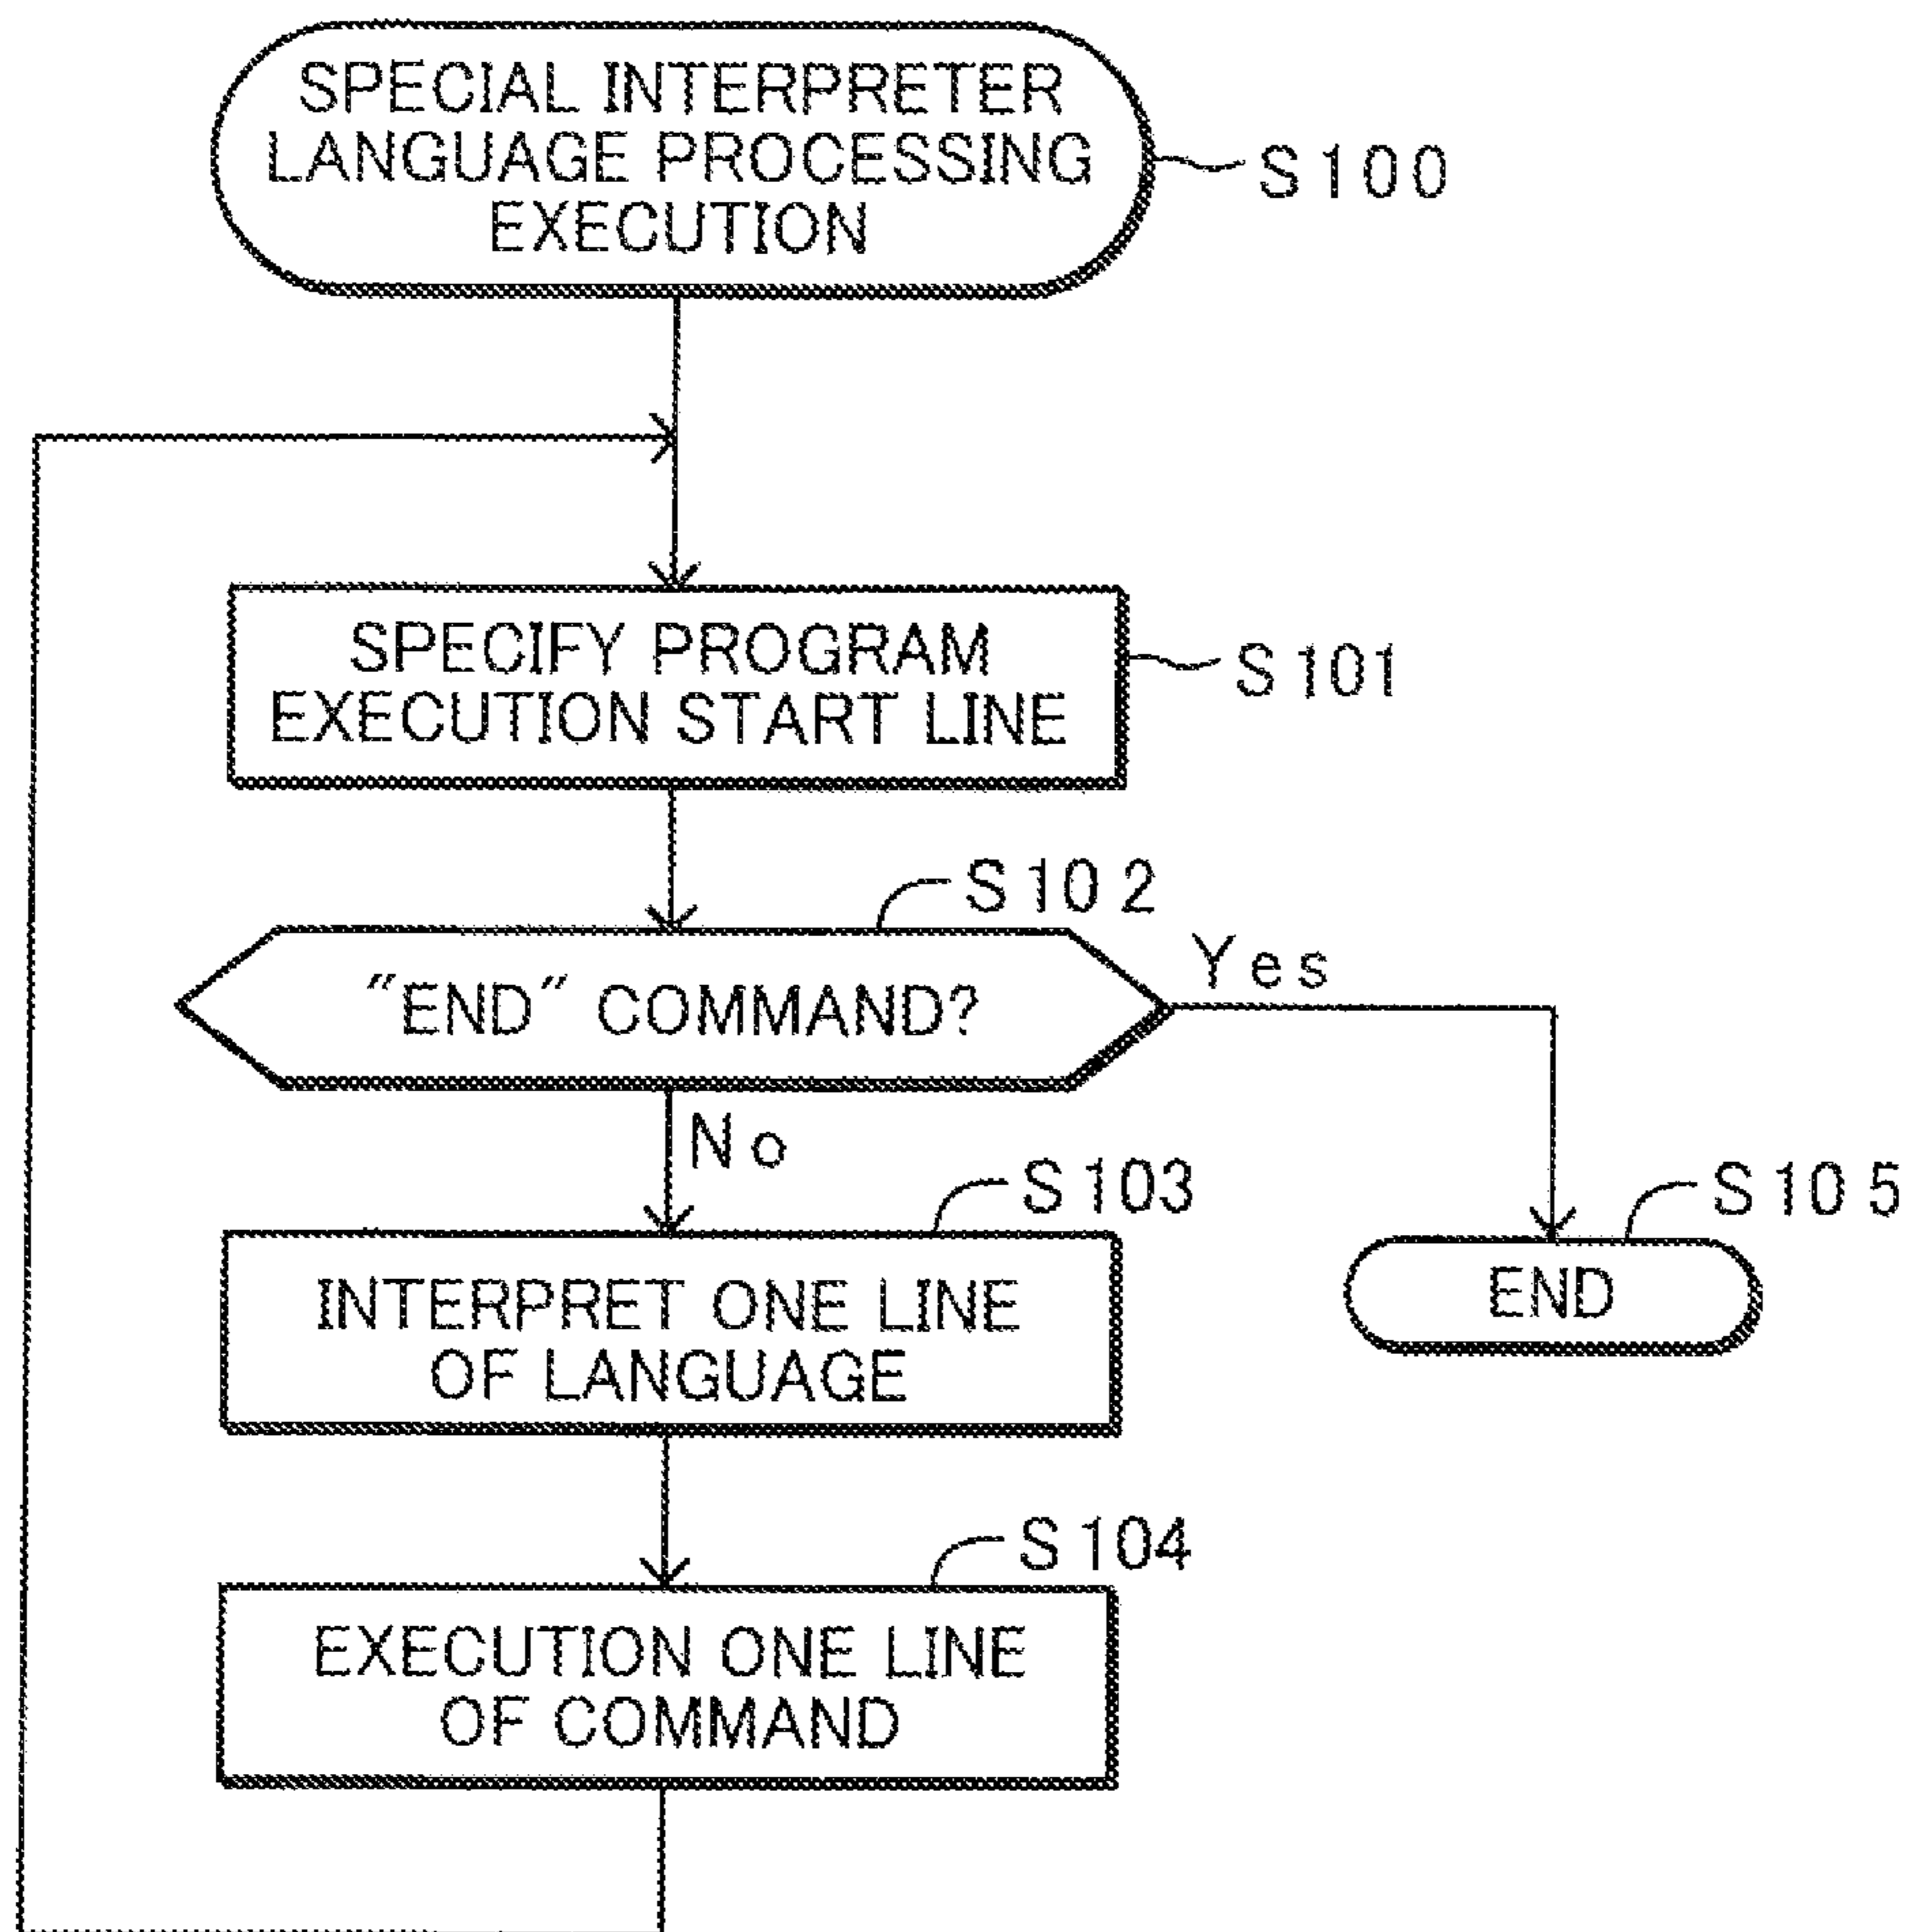 SPECIAL INTERPRETER
LANGUAGE PROCESSING
EXECUTION
S100
SPECIFY PROGRAM
EXECUTION START LINE
S101
S102
"END" COMMAND?
Yes
No
S103
INTERPRET ONE LINE
OF LANGUAGE
S105
END
S104
EXECUTION ONE LINE
OF COMMAND